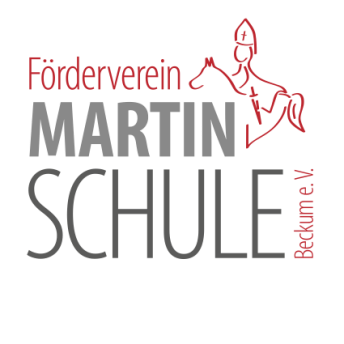 Förderverein
MARTIN
SCHULE
Beckum e. V.